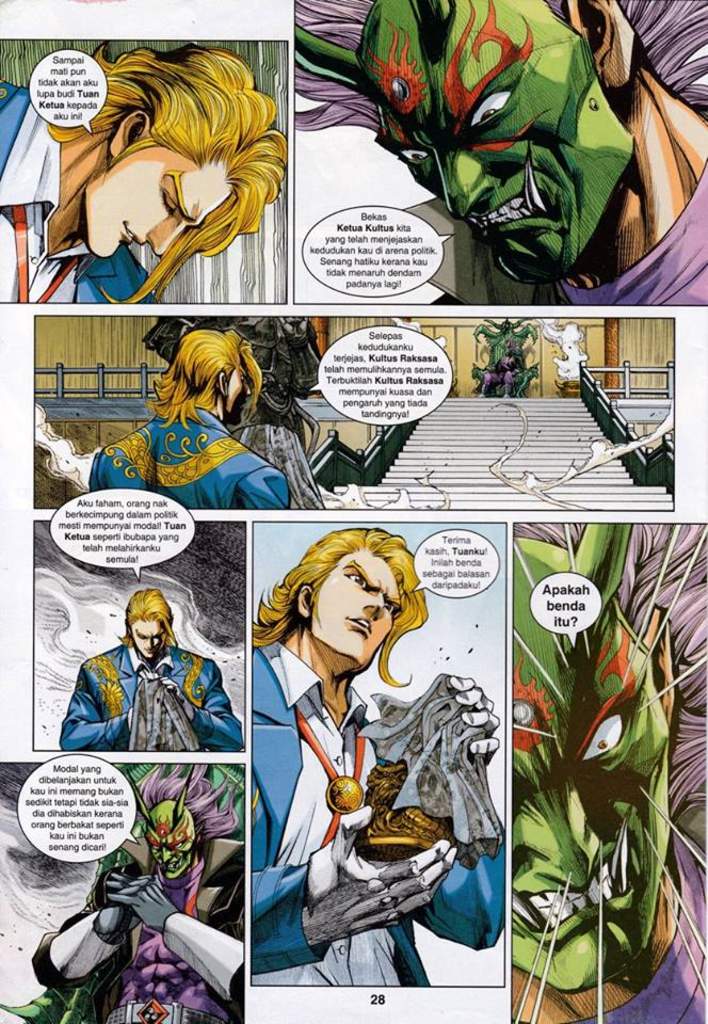 Sampai
mati pun
tidak akan aku
lupa budi Tuan
Ketua kepada
aku ini!
Bekas
Ketua Kultus kita
yang telah menjejaskan
kedudukan kau di arena politik.
Senang hatiku kerana kau
tidak menaruh dendam
padanya lagi!
Selepas
kedudukanku
terjejas, Kultus Raksasa
telah memulihkannya semula.
Terbuktilah Kultus Raksasa
mempunyai kuasa dan
pengaruh yang tiada
tandingnya!
Aku faham, orang nak
berkecimpung dalam politik
mesti mempunyai modal! Tuan
Ketua seperti ibubapa yang
telah melahirkanku
semula!
Terima
kasih, Tuanku!
Inilah benda
sebagai balasan
daripadaku!
Apakah
benda
itu?
Modal yang
dibelanjakan untuk
kau ini memang bukan
sedikit tetapi tidak sia-sia
dia dihabiskan kerana
orang berbakat seperti
kau ini bukan
senang dicari!
28